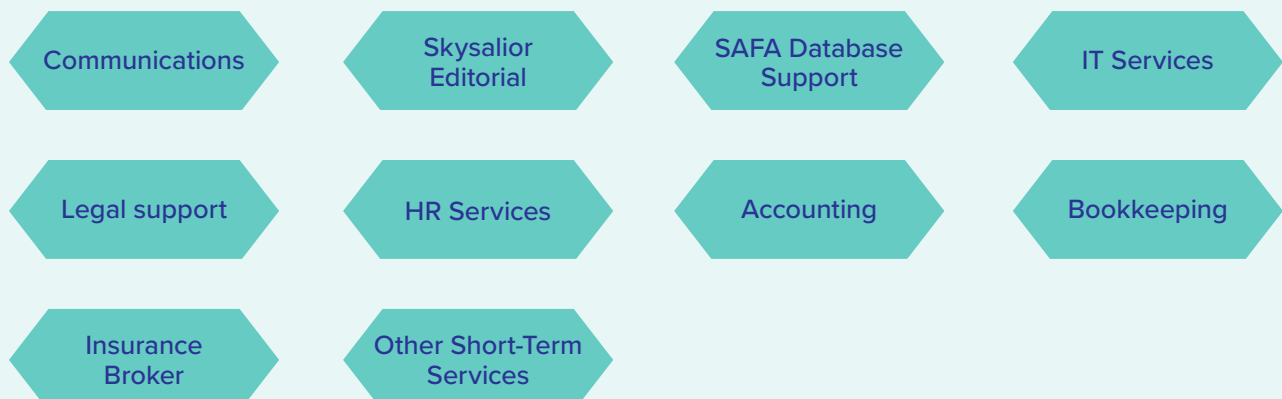 Communications
Skysalior
Editorial
SAFA Database
Support
IT Services
Legal support
HR Services
Accounting
Bookkeeping
Insurance
Broker
Other Short-Term
Services